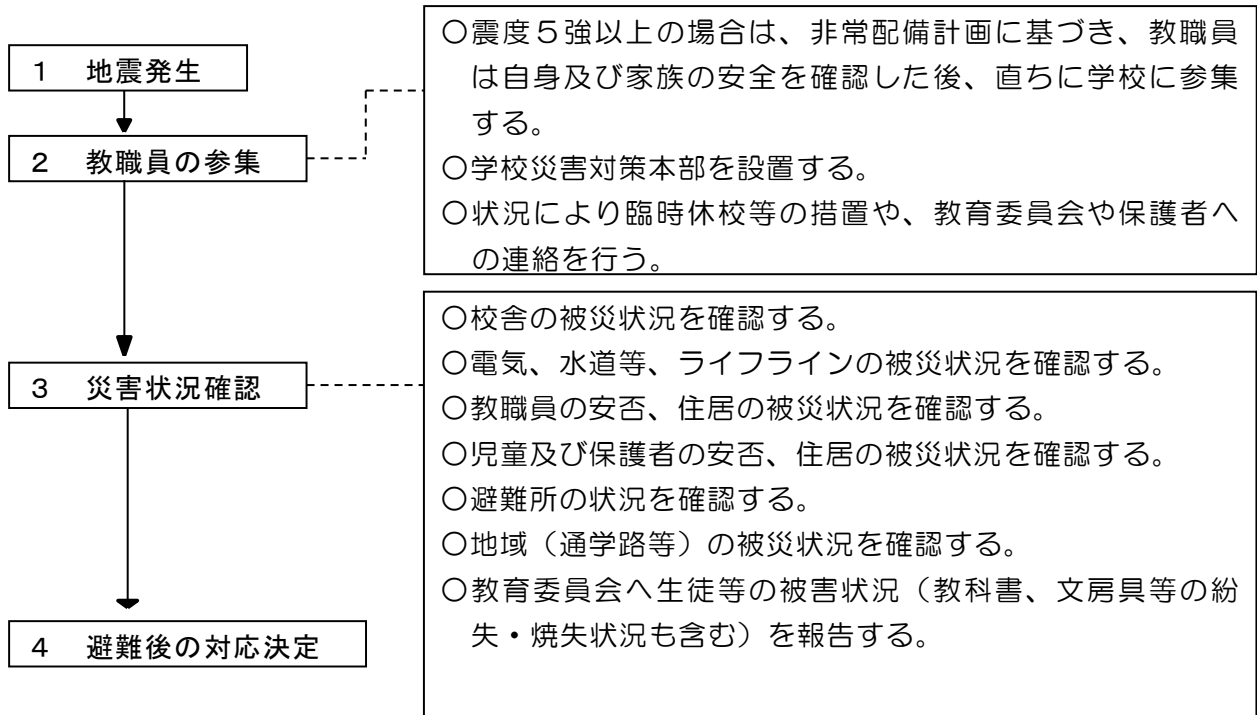 1 地震発生
2 教職員の参集
〇震度５強以上の場合は、非常配備計画に基づき、教職員
は自身及び家族の安全を確認した後、直ちに学校に参集
する。
〇学校災害対策本部を設置する。
〇状況により臨時休校等の措置や、教育委員会や保護者へ
の連絡を行う。
3 災害状況確認
〇校舎の被災状況を確認する。
〇電気、水道等、ライフラインの被災状況を確認する。
〇教職員の安否、住居の被災状況を確認する。
〇児童及び保護者の安否、住居の被災状況を確認する。
〇避難所の状況を確認する。
〇地域（通学路等）の被災状況を確認する。
〇教育委員会へ生徒等の被害状況（教科書、文房具等の紛
失・焼失状況も含む）を報告する。
4 避難後の対応決定